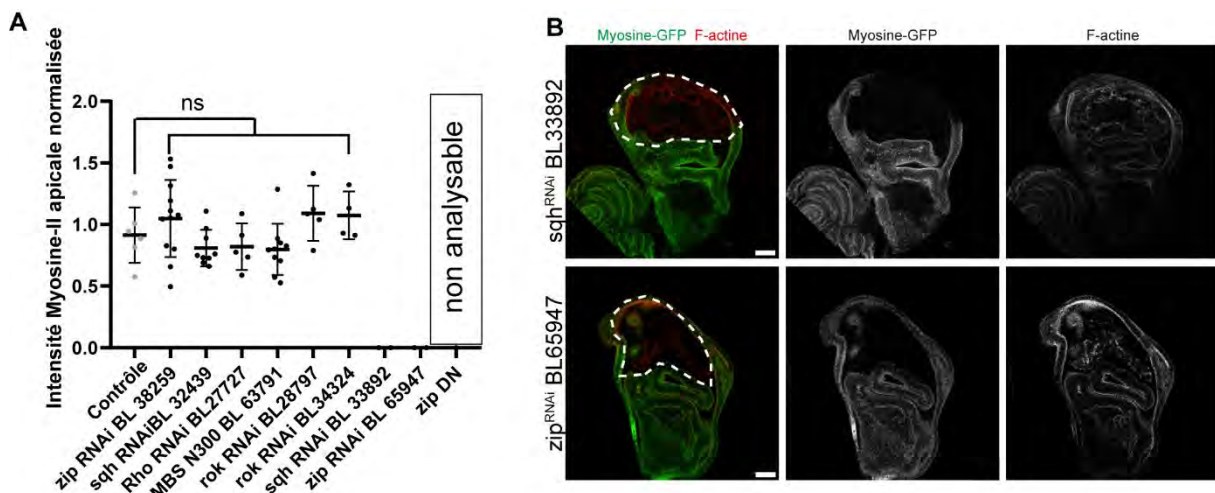 A
Intensité Myosine-II apicale normalisée
2.0
1.5
1.0
0.5
0.0
ns
non analysable
Contrôle
zip RNAi BL 38259
sqh RNAiBL 32439
Rho RNAi BL27727
MBS N300 BL 63791
rok RNAi BL28797
rok RNAi BL34324
sqh RNAi BL 33892
zip RNAi BL 65947
zip DN
B
Myosine-GFP F-actine
Myosine-GFP
F-actine
sqhRNAi BL33892
zipRNAi BL65947